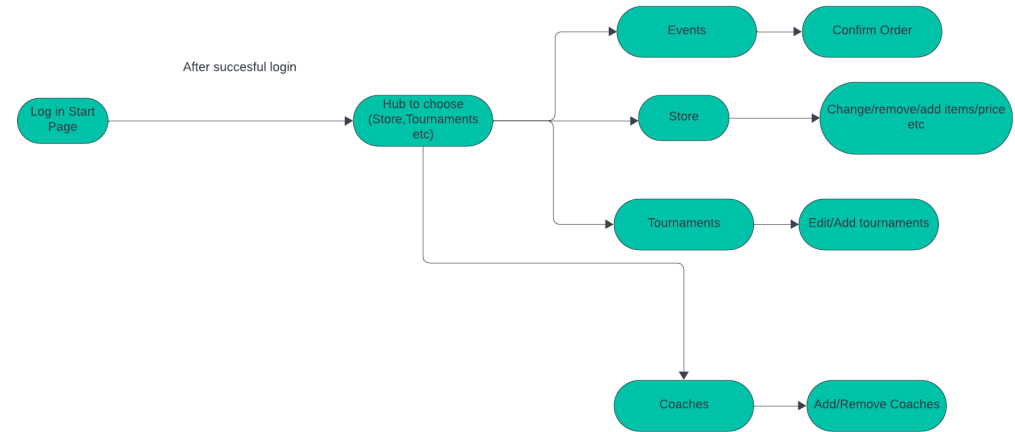 Events
Confirm Order
After succesful login
Log in Start
Page
Hub to choose
(Store,Tournaments
etc)
Store
Change/remove/add items/price
etc
Tournaments
Edit/Add tournaments
Coaches
Add/Remove Coaches